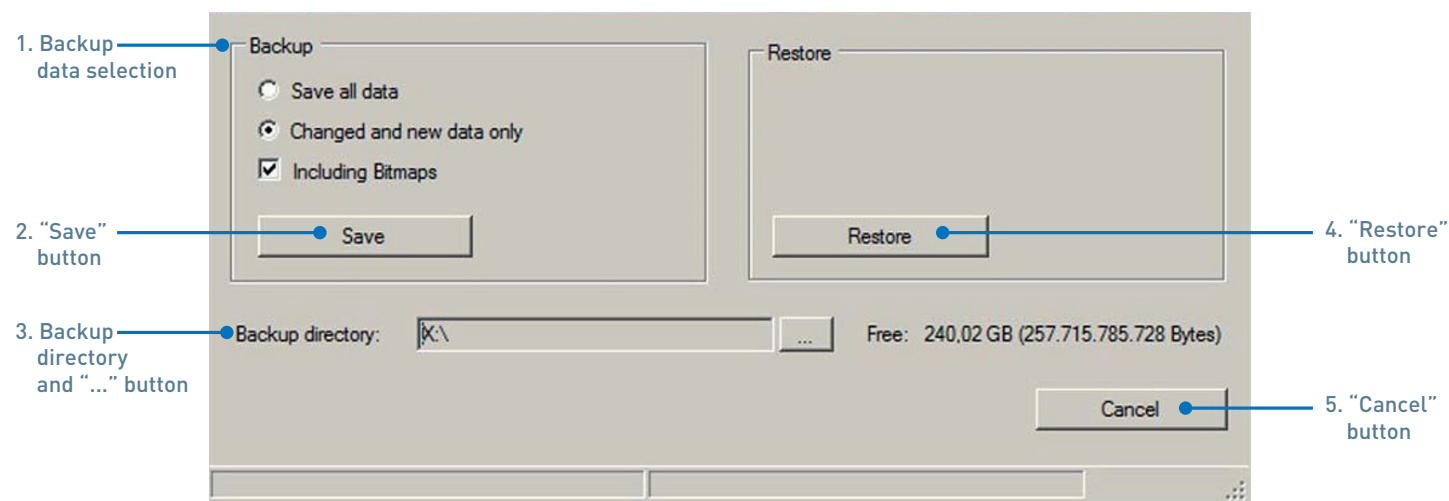 1. Backup
data selection
Backup
Save all data
Changed and new data only
Including Bitmaps
Save
2. “Save”
button
Restore
Restore
4. “Restore”
button
3. Backup
directory
and “...” button
Backup directory:
X:\
...
Free: 240,02 GB (257.715.785.728 Bytes)
Cancel
5. “Cancel”
button